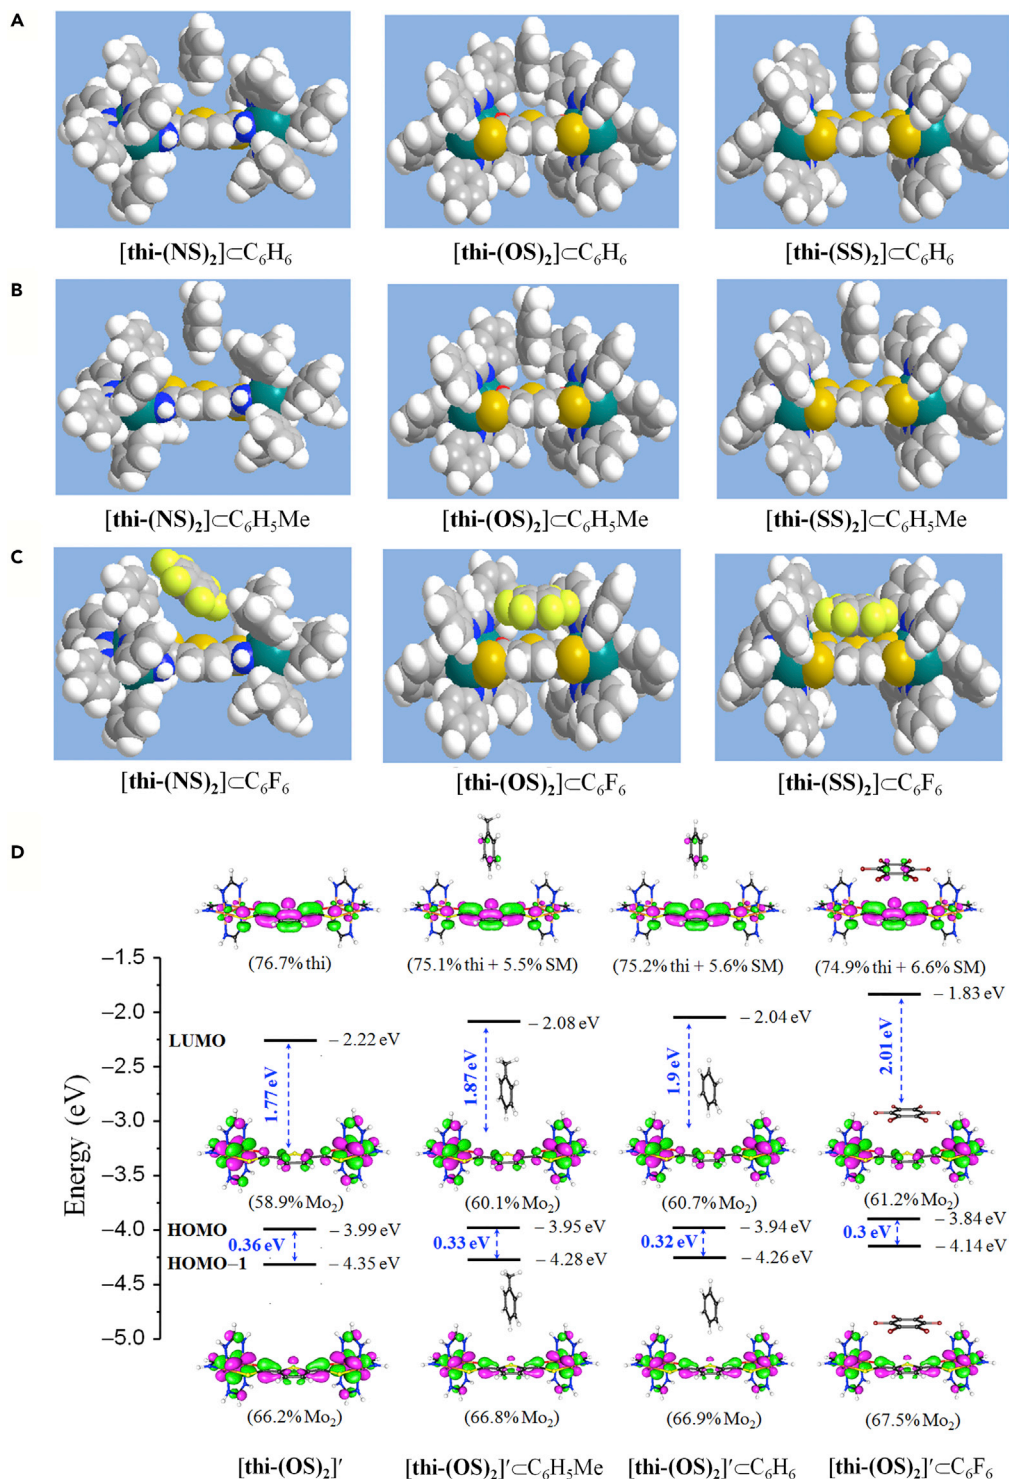 A
[thi-(NS)₂]⊂C₆H₆
[thi-(OS)₂]⊂C₆H₆
[thi-(SS)₂]⊂C₆H₆
B
[thi-(NS)₂]⊂C₆H₅Me
[thi-(OS)₂]⊂C₆H₅Me
[thi-(SS)₂]⊂C₆H₅Me
C
[thi-(NS)₂]⊂C₆F₆
[thi-(OS)₂]⊂C₆F₆
[thi-(SS)₂]⊂C₆F₆
D
(76.7% thi)
(75.1% thi + 5.5% SM)
(75.2% thi + 5.6% SM)
(74.9% thi + 6.6% SM)
Energy (eV)
−1.5
−2.0
−2.5
−3.0
−3.5
−4.0
−4.5
−5.0
LUMO
− 2.22 eV
− 2.08 eV
− 2.04 eV
− 1.83 eV
1.77 eV
1.87 eV
1.9 eV
2.01 eV
(58.9% Mo₂)
(60.1% Mo₂)
(60.7% Mo₂)
(61.2% Mo₂)
HOMO
−3.99 eV
−3.95 eV
−3.94 eV
−3.84 eV
0.36 eV
0.33 eV
0.32 eV
0.3 eV
HOMO−1
−4.35 eV
−4.28 eV
−4.26 eV
−4.14 eV
(66.2% Mo₂)
(66.8% Mo₂)
(66.9% Mo₂)
(67.5% Mo₂)
[thi-(OS)₂]′
[thi-(OS)₂]′⊂C₆H₅Me
[thi-(OS)₂]′⊂C₆H₆
[thi-(OS)₂]′⊂C₆F₆